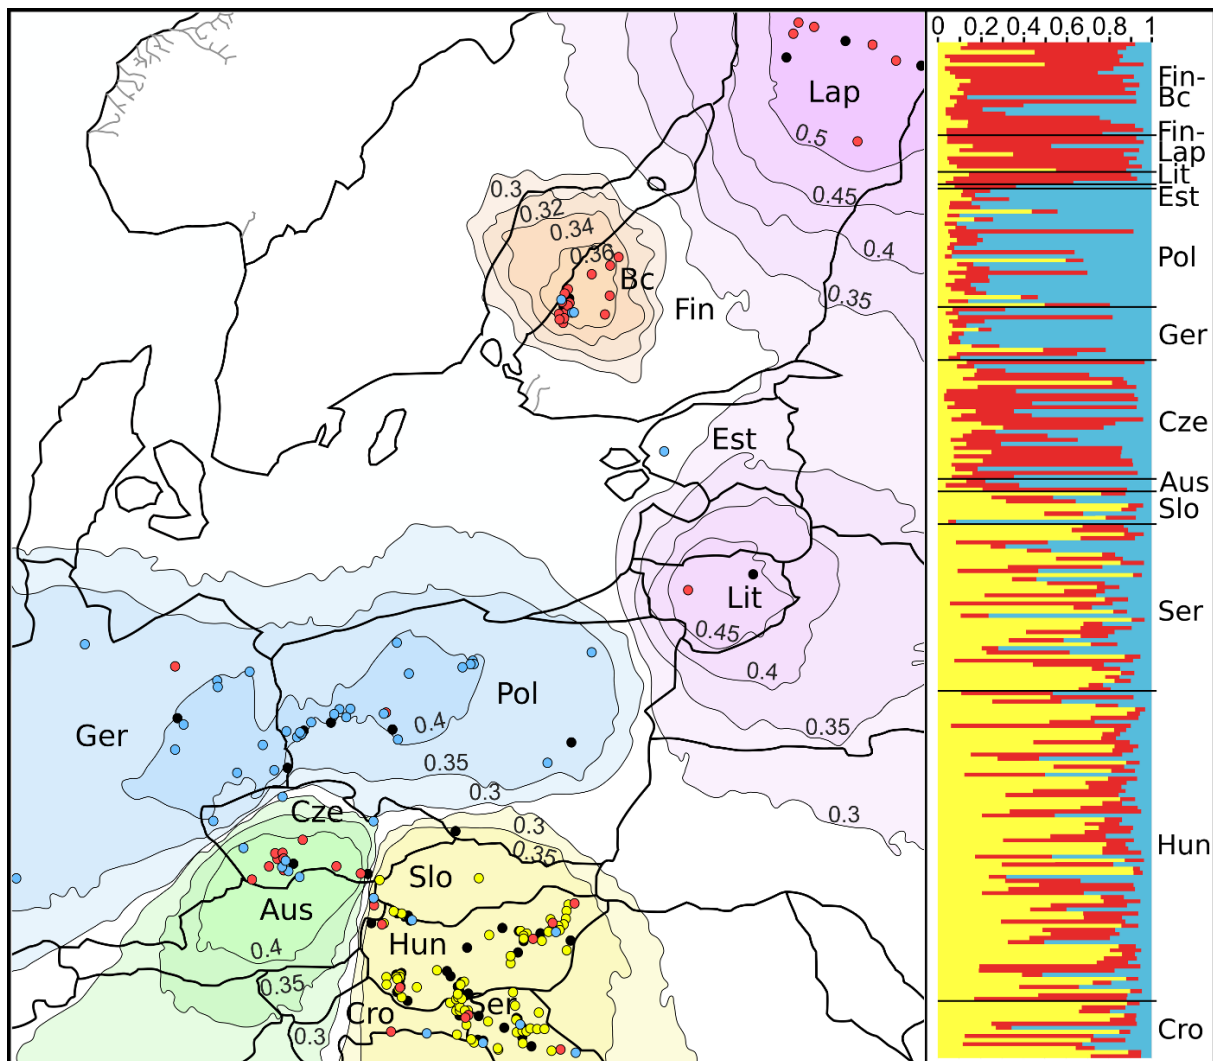 0 0.2 0.4 0.6 0.8 1
Lap
0.5
0.45
0.4
0.35
0.3
0.32
0.34
0.36
Bc
Fin
Est
Lit
0.45
0.4
0.35
0.3
Pol
0.4
0.35
0.3
Ger
Cze
0.3
0.35
Slo
Aus
0.4
0.35
0.3
Hun
Ser
Cro
Fin-
Bc
Fin-
Lap
Lit
Est
Pol
Ger
Cze
Aus
Slo
Ser
Hun
Cro